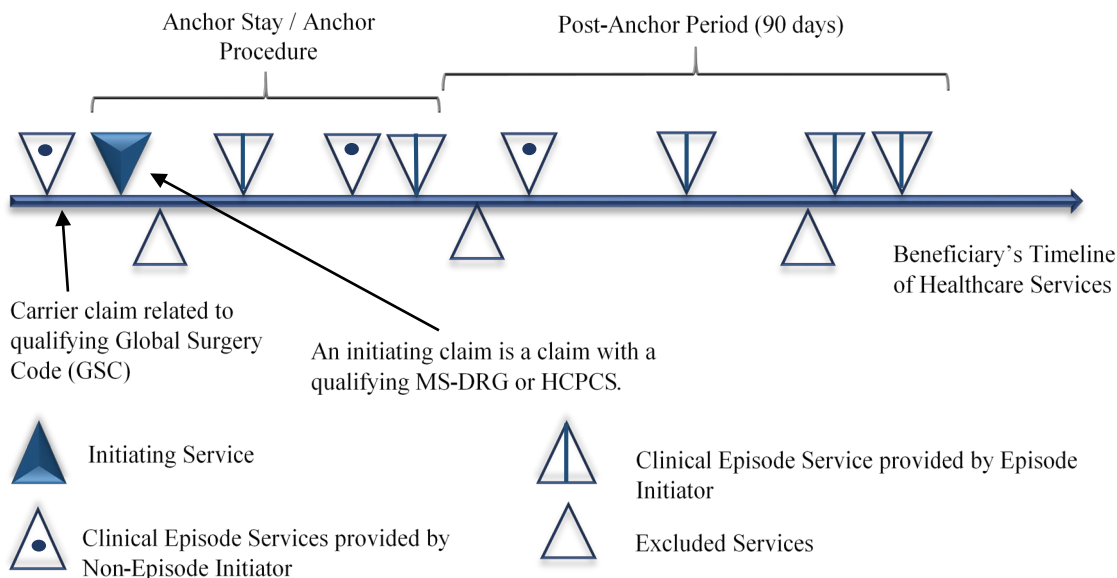 Anchor Stay / Anchor
Procedure
Post-Anchor Period (90 days)
Beneficiary’s Timeline
of Healthcare Services
Carrier claim related to
qualifying Global Surgery
Code (GSC)
An initiating claim is a claim with a
qualifying MS-DRG or HCPCS.
Initiating Service
Clinical Episode Service provided by Episode
Initiator
Clinical Episode Services provided by
Non-Episode Initiator
Excluded Services